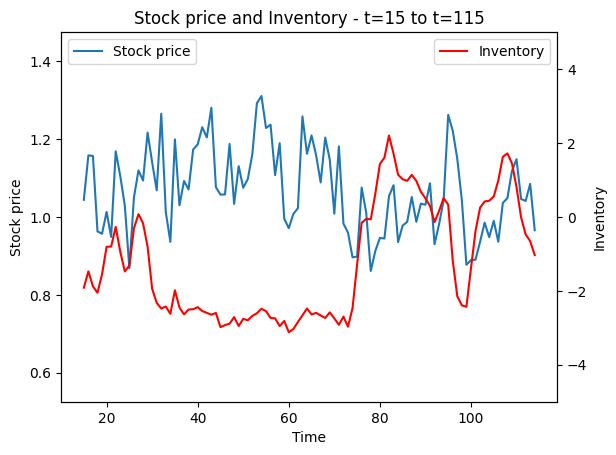 Stock price and Inventory - t=15 to t=115
Stock price
Inventory
1.4
1.2
1.0
0.8
0.6
4
2
0
−2
−4
Stock price
Inventory
20
40
60
80
100
Time